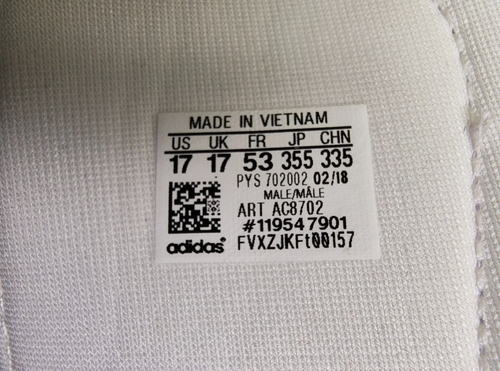 MADE IN VIETNAM
US UK FR JP CHN
17 17 53 355 335
PYS 702002 02/18
MALE/MÂLE
ART AC8702
#119547901
adidas® FVXZJKFt00157